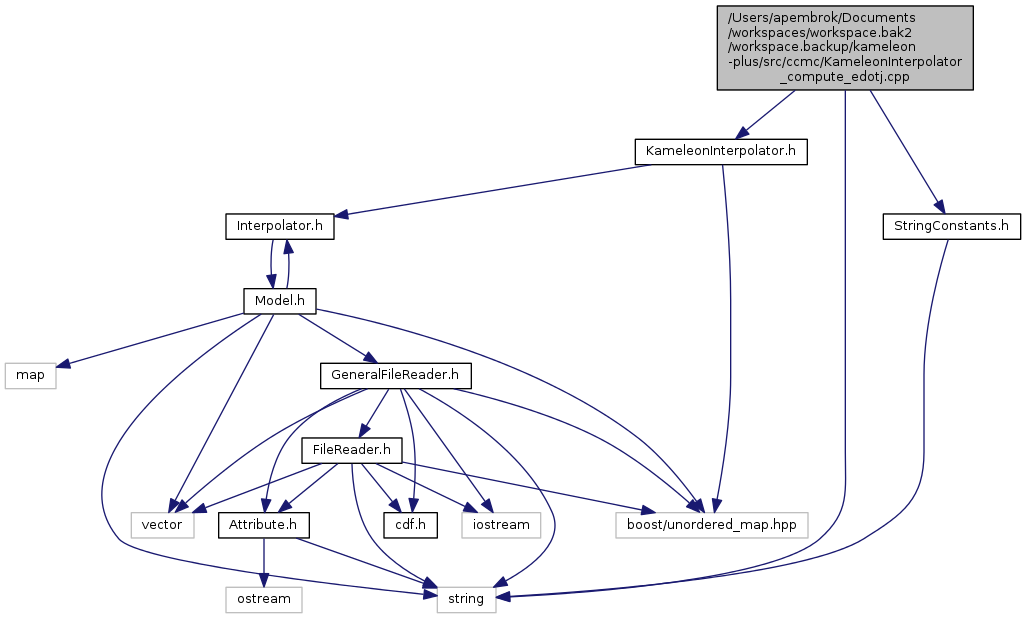 /Users/apembrok/Documents
/workspaces/workspace.bak2
/workspace.backup/kameleon
-plus/src/ccmc/KameleonInterpolator
_compute_edotj.cpp
KameleonInterpolator.h
Interpolator.h
StringConstants.h
Model.h
map
GeneralFileReader.h
FileReader.h
vector
Attribute.h
cdf.h
iostream
boost/unordered_map.hpp
ostream
string